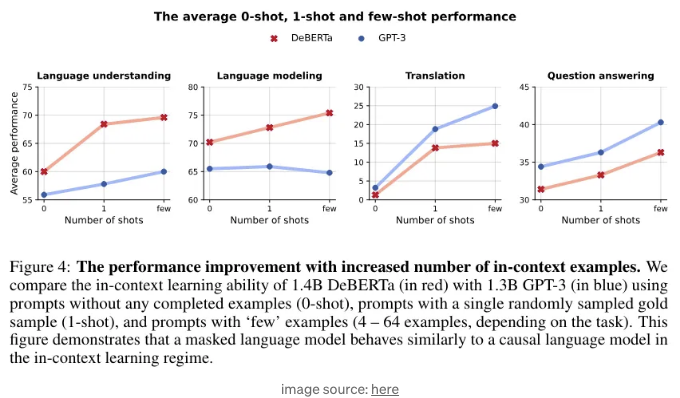 The average 0-shot, 1-shot and few-shot performance
DeBERTa GPT-3
Language understanding
Average performance
75
70
65
60
55
0 1 few
Number of shots
Language modeling
80
75
70
65
60
0 1 few
Number of shots
Translation
30
25
20
15
10
5
0
0 1 few
Number of shots
Question answering
45
40
35
30
0 1 few
Number of shots
Figure 4: The performance improvement with increased number of in-context examples. We
compare the in-context learning ability of 1.4B DeBERTa (in red) with 1.3B GPT-3 (in blue) using
prompts without any completed examples (0-shot), prompts with a single randomly sampled gold
sample (1-shot), and prompts with ‘few’ examples (4 – 64 examples, depending on the task). This
figure demonstrates that a masked language model behaves similarly to a causal language model in
the in-context learning regime.
image source: here